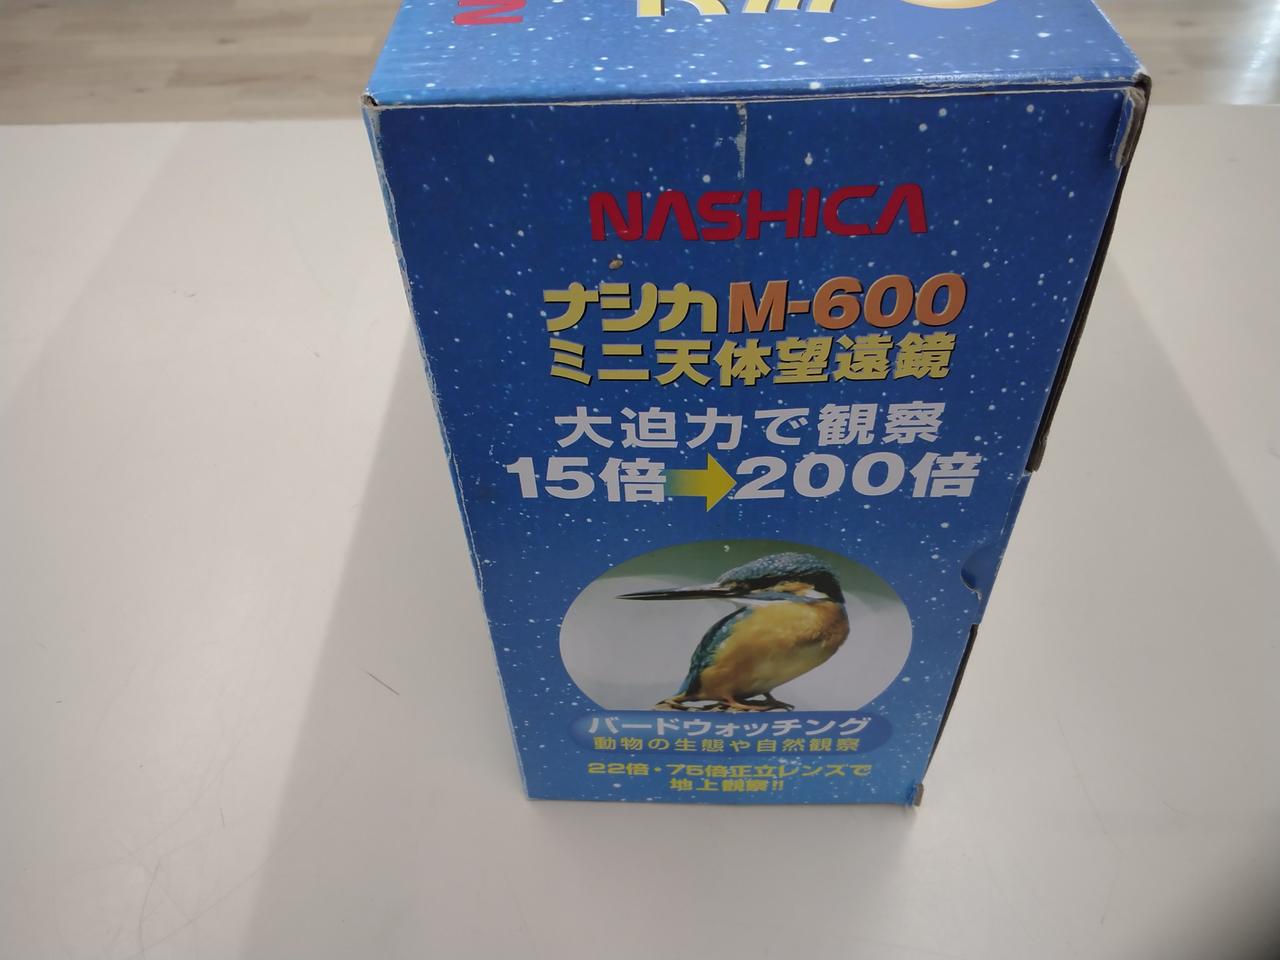 NASHICA
ナシカM-600
ミニ天体望遠鏡
大迫力で観察
15倍→200倍
バードウォッチング
動物の生態や自然観察
22倍・75倍正立レンズで
地上観察!!